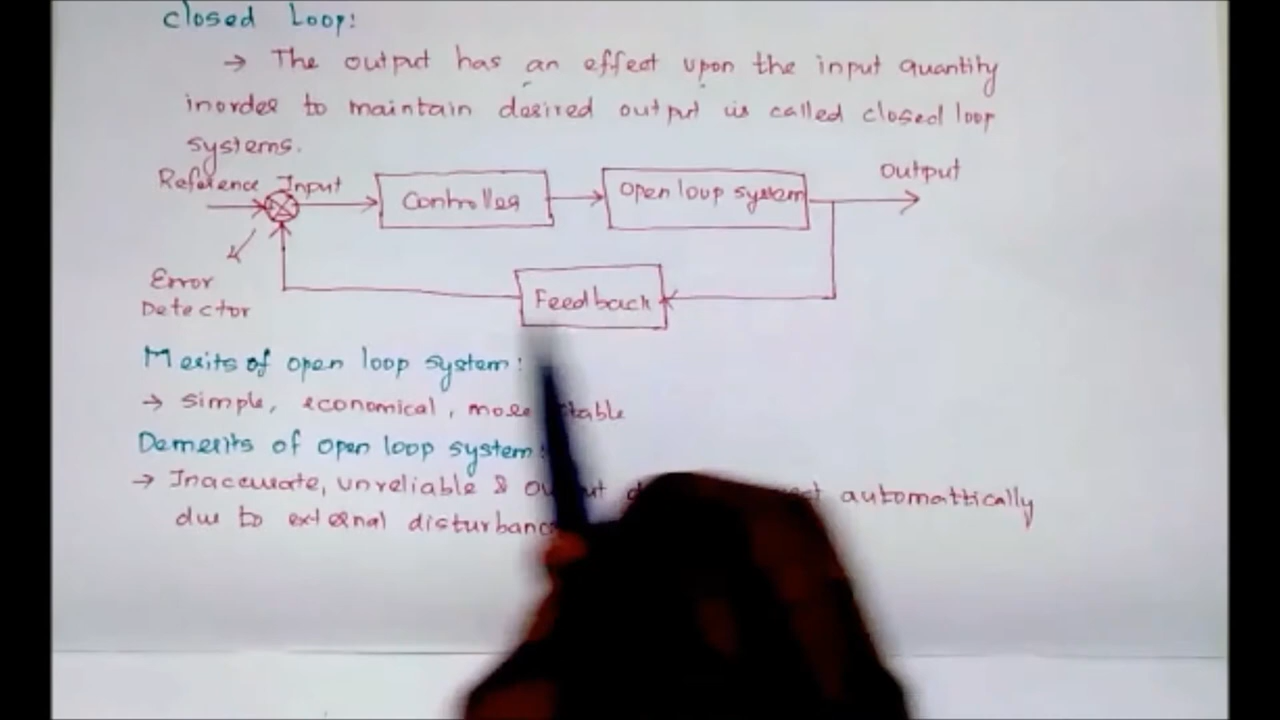 closed Loop:
→ The output has an effect upon the input quantity
inorder to maintain desired output is called closed loop
systems.
Reference Input
Controller
Open loop system
Output
Error
Detector
Feedback
Merits of open loop system:
→ Simple, economical, more
Demerits of open loop system:
→ Inaccurate, unreliable & automattically
due to external